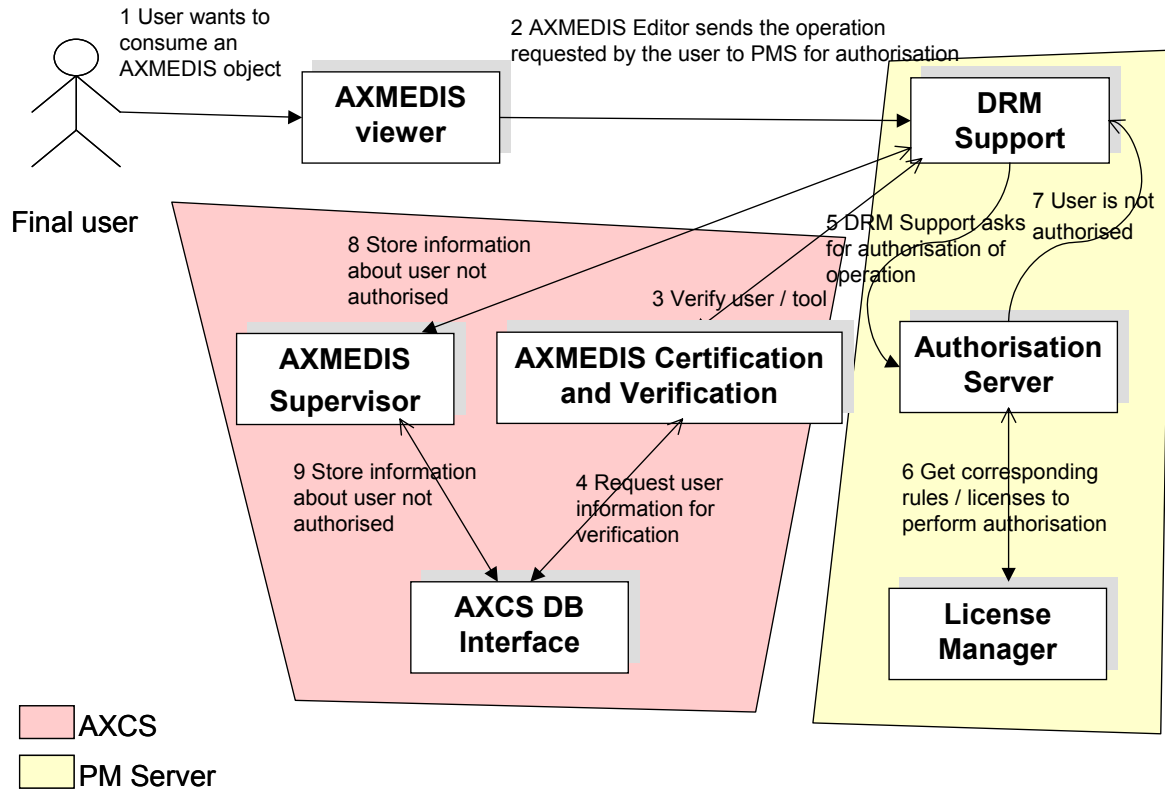 1 User wants to
consume an
AXMEDIS object
2 AXMEDIS Editor sends the operation
requested by the user to PMS for authorisation
AXMEDIS
viewer
DRM
Support
Final user
5 DRM Support asks
for authorisation of
operation
7 User is not
authorised
8 Store information
about user not
authorised
3 Verify user / tool
AXMEDIS
Supervisor
AXMEDIS Certification
and Verification
Authorisation
Server
9 Store information
about user not
authorised
4 Request user
information for
verification
6 Get corresponding
rules / licenses to
perform authorisation
AXCS DB
Interface
License
Manager
AXCS
PM Server